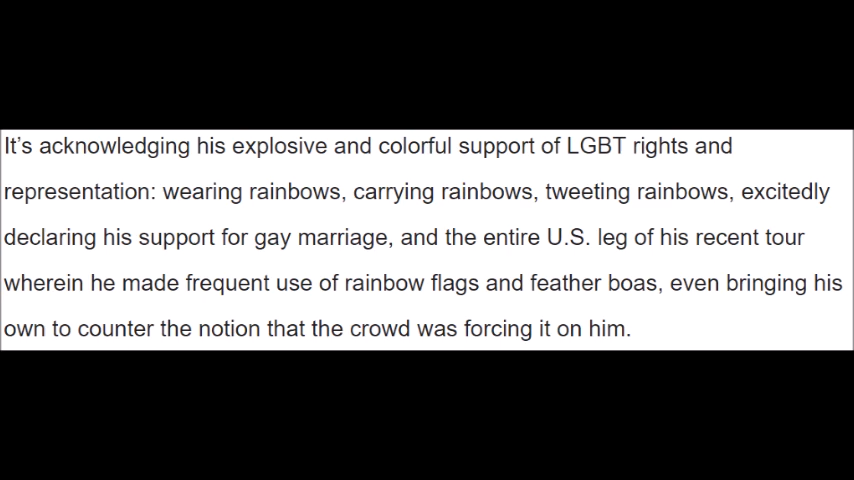 It’s acknowledging his explosive and colorful support of LGBT rights and
representation: wearing rainbows, carrying rainbows, tweeting rainbows, excitedly
declaring his support for gay marriage, and the entire U.S. leg of his recent tour
wherein he made frequent use of rainbow flags and feather boas, even bringing his
own to counter the notion that the crowd was forcing it on him.